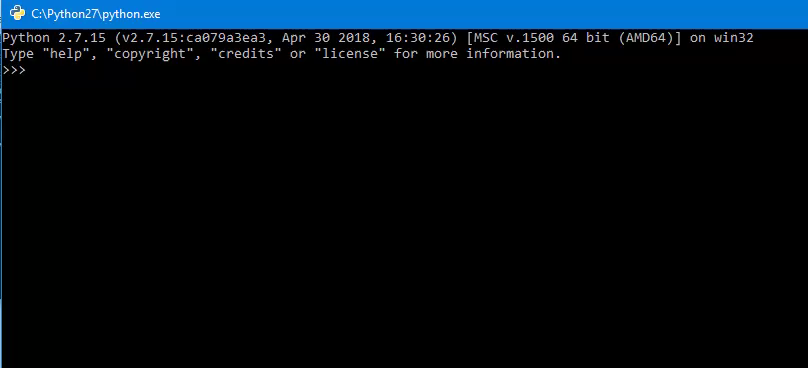 C:\Python27\python.exe
Python 2.7.15 (v2.7.15:ca079a3ea3, Apr 30 2018, 16:30:26) [MSC v.1500 64 bit (AMD64)] on win32
Type "help", "copyright", "credits" or "license" for more information.
>>>